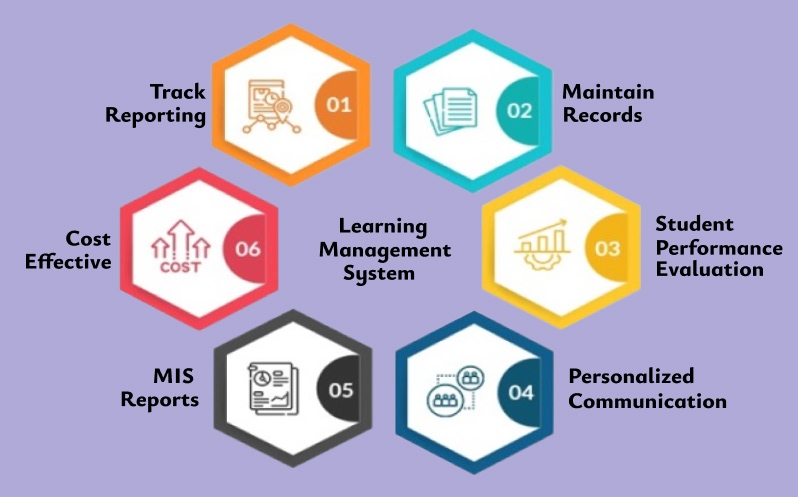 Track
Reporting
01
02
Maintain
Records
Cost
Effective
COST
06
Learning
Management
System
03
Student
Performance
Evaluation
MIS
Reports
05
04
Personalized
Communication